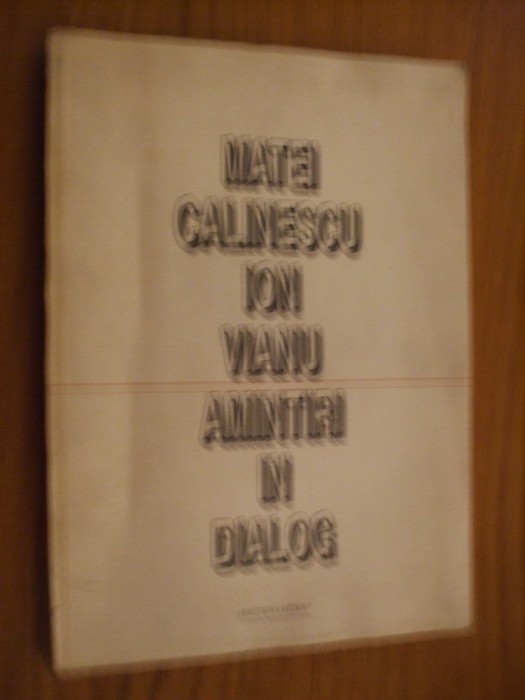 MATEI
CALINESCU
ION
VIANU
AMINTIRI
IN
DIALOG